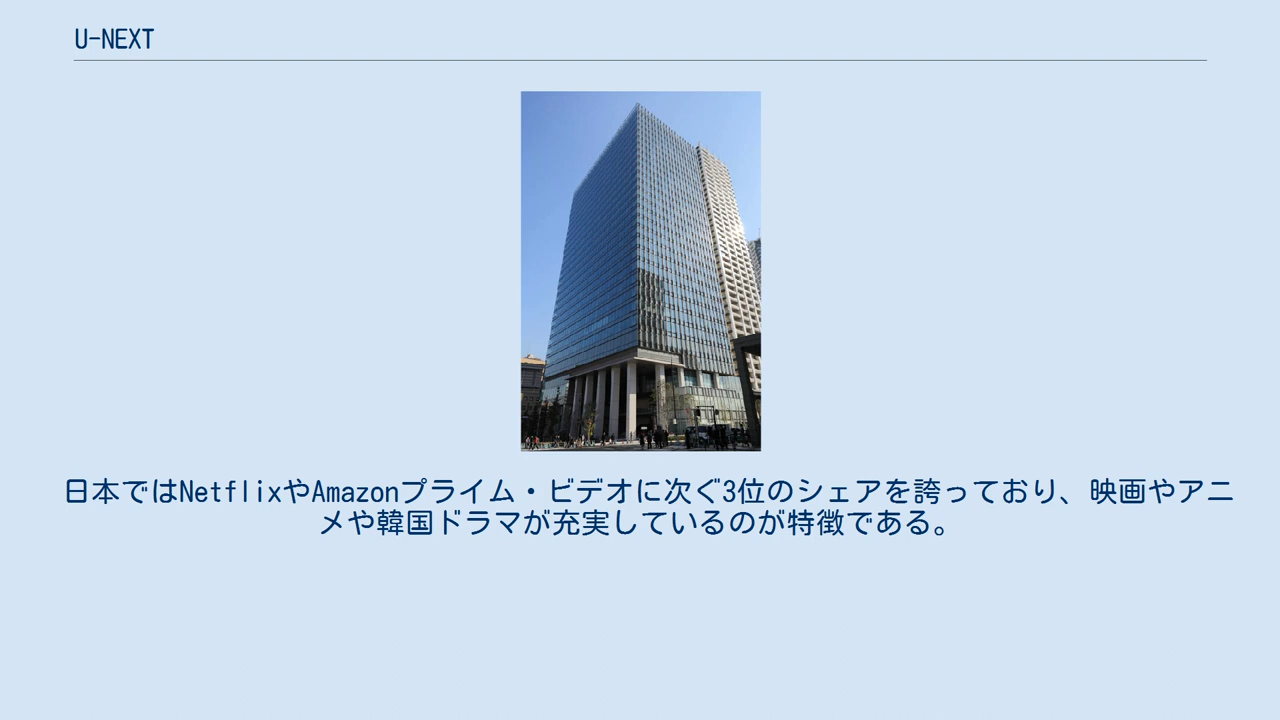 U-NEXT
日本ではNetflixやAmazonプライム・ビデオに次ぐ3位のシェアを誇っており、映画やアニ
メや韓国ドラマが充実しているのが特徴である。